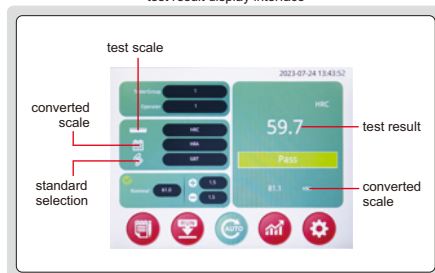 test result display interface
test scale
2023-07-24 13:43:52
1
Operator 1
HRC
converted
scale
HRC
59.7
test result
HRA
GBT
Pass
standard
selection
Nominal 61.0 + 1.5
- 1.5
81.1
converted
scale
RUN
AUTO